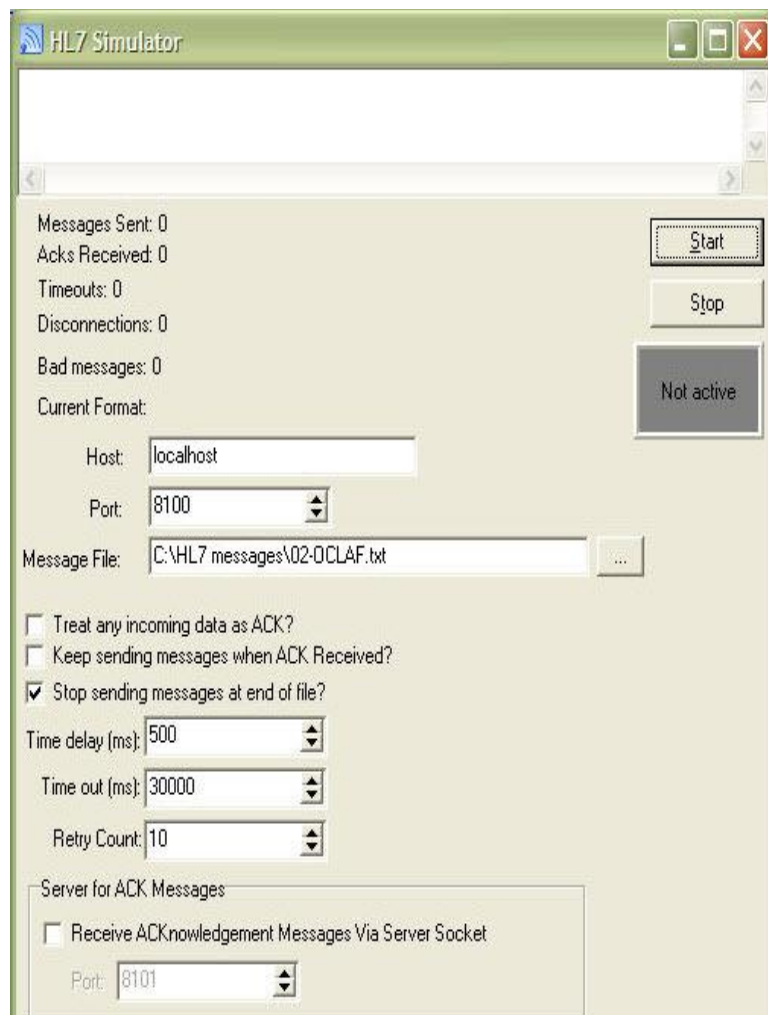 HL7 Simulator
Messages Sent: 0
Acks Received: 0
Timeouts: 0
Disconnections: 0
Bad messages: 0
Current Format:
Start
Stop
Not active
Host: localhost
Port: 8100
Message File: C:\HL7 messages\02-OCLAF.txt ...
Treat any incoming data as ACK?
Keep sending messages when ACK Received?
Stop sending messages at end of file?
Time delay (ms): 500
Time out (ms): 30000
Retry Count: 10
Server for ACK Messages
Receive ACKnowledgement Messages Via Server Socket
Port: 8101